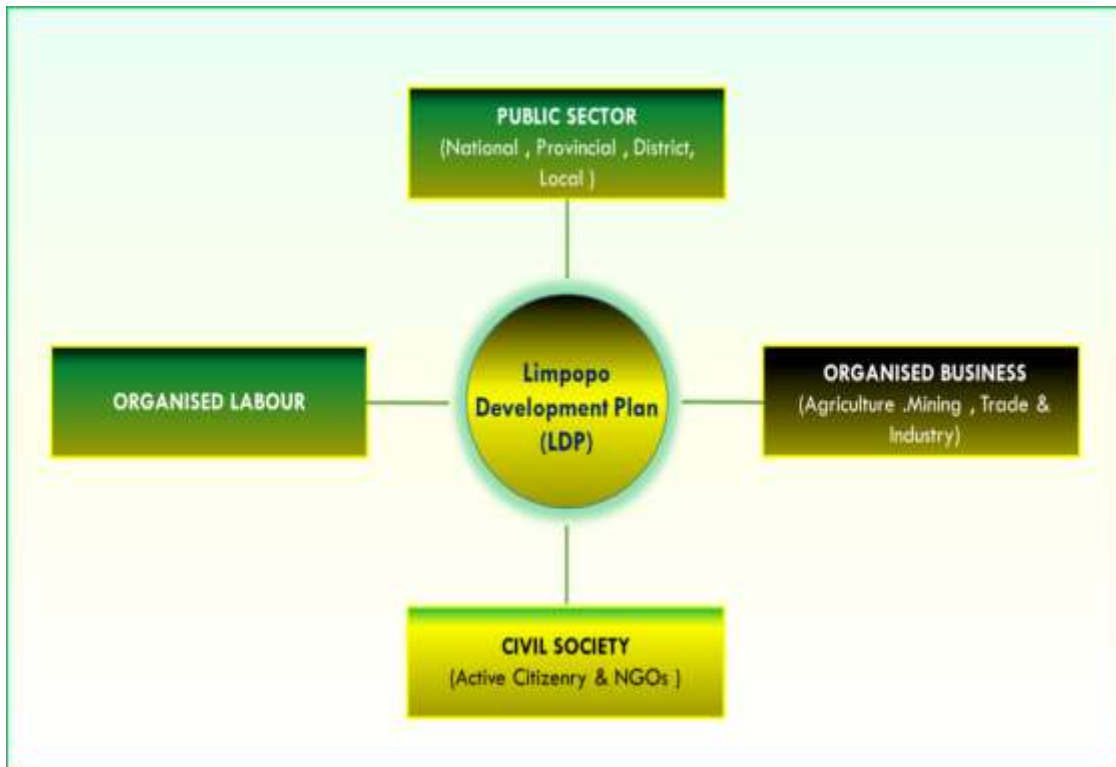 PUBLIC SECTOR
(National , Provincial , District,
Local )
ORGANISED LABOUR
Limpopo
Development Plan
(LDP)
ORGANISED BUSINESS
(Agriculture .Mining , Trade &
Industry)
CIVIL SOCIETY
(Active Citizenry & NGOs )